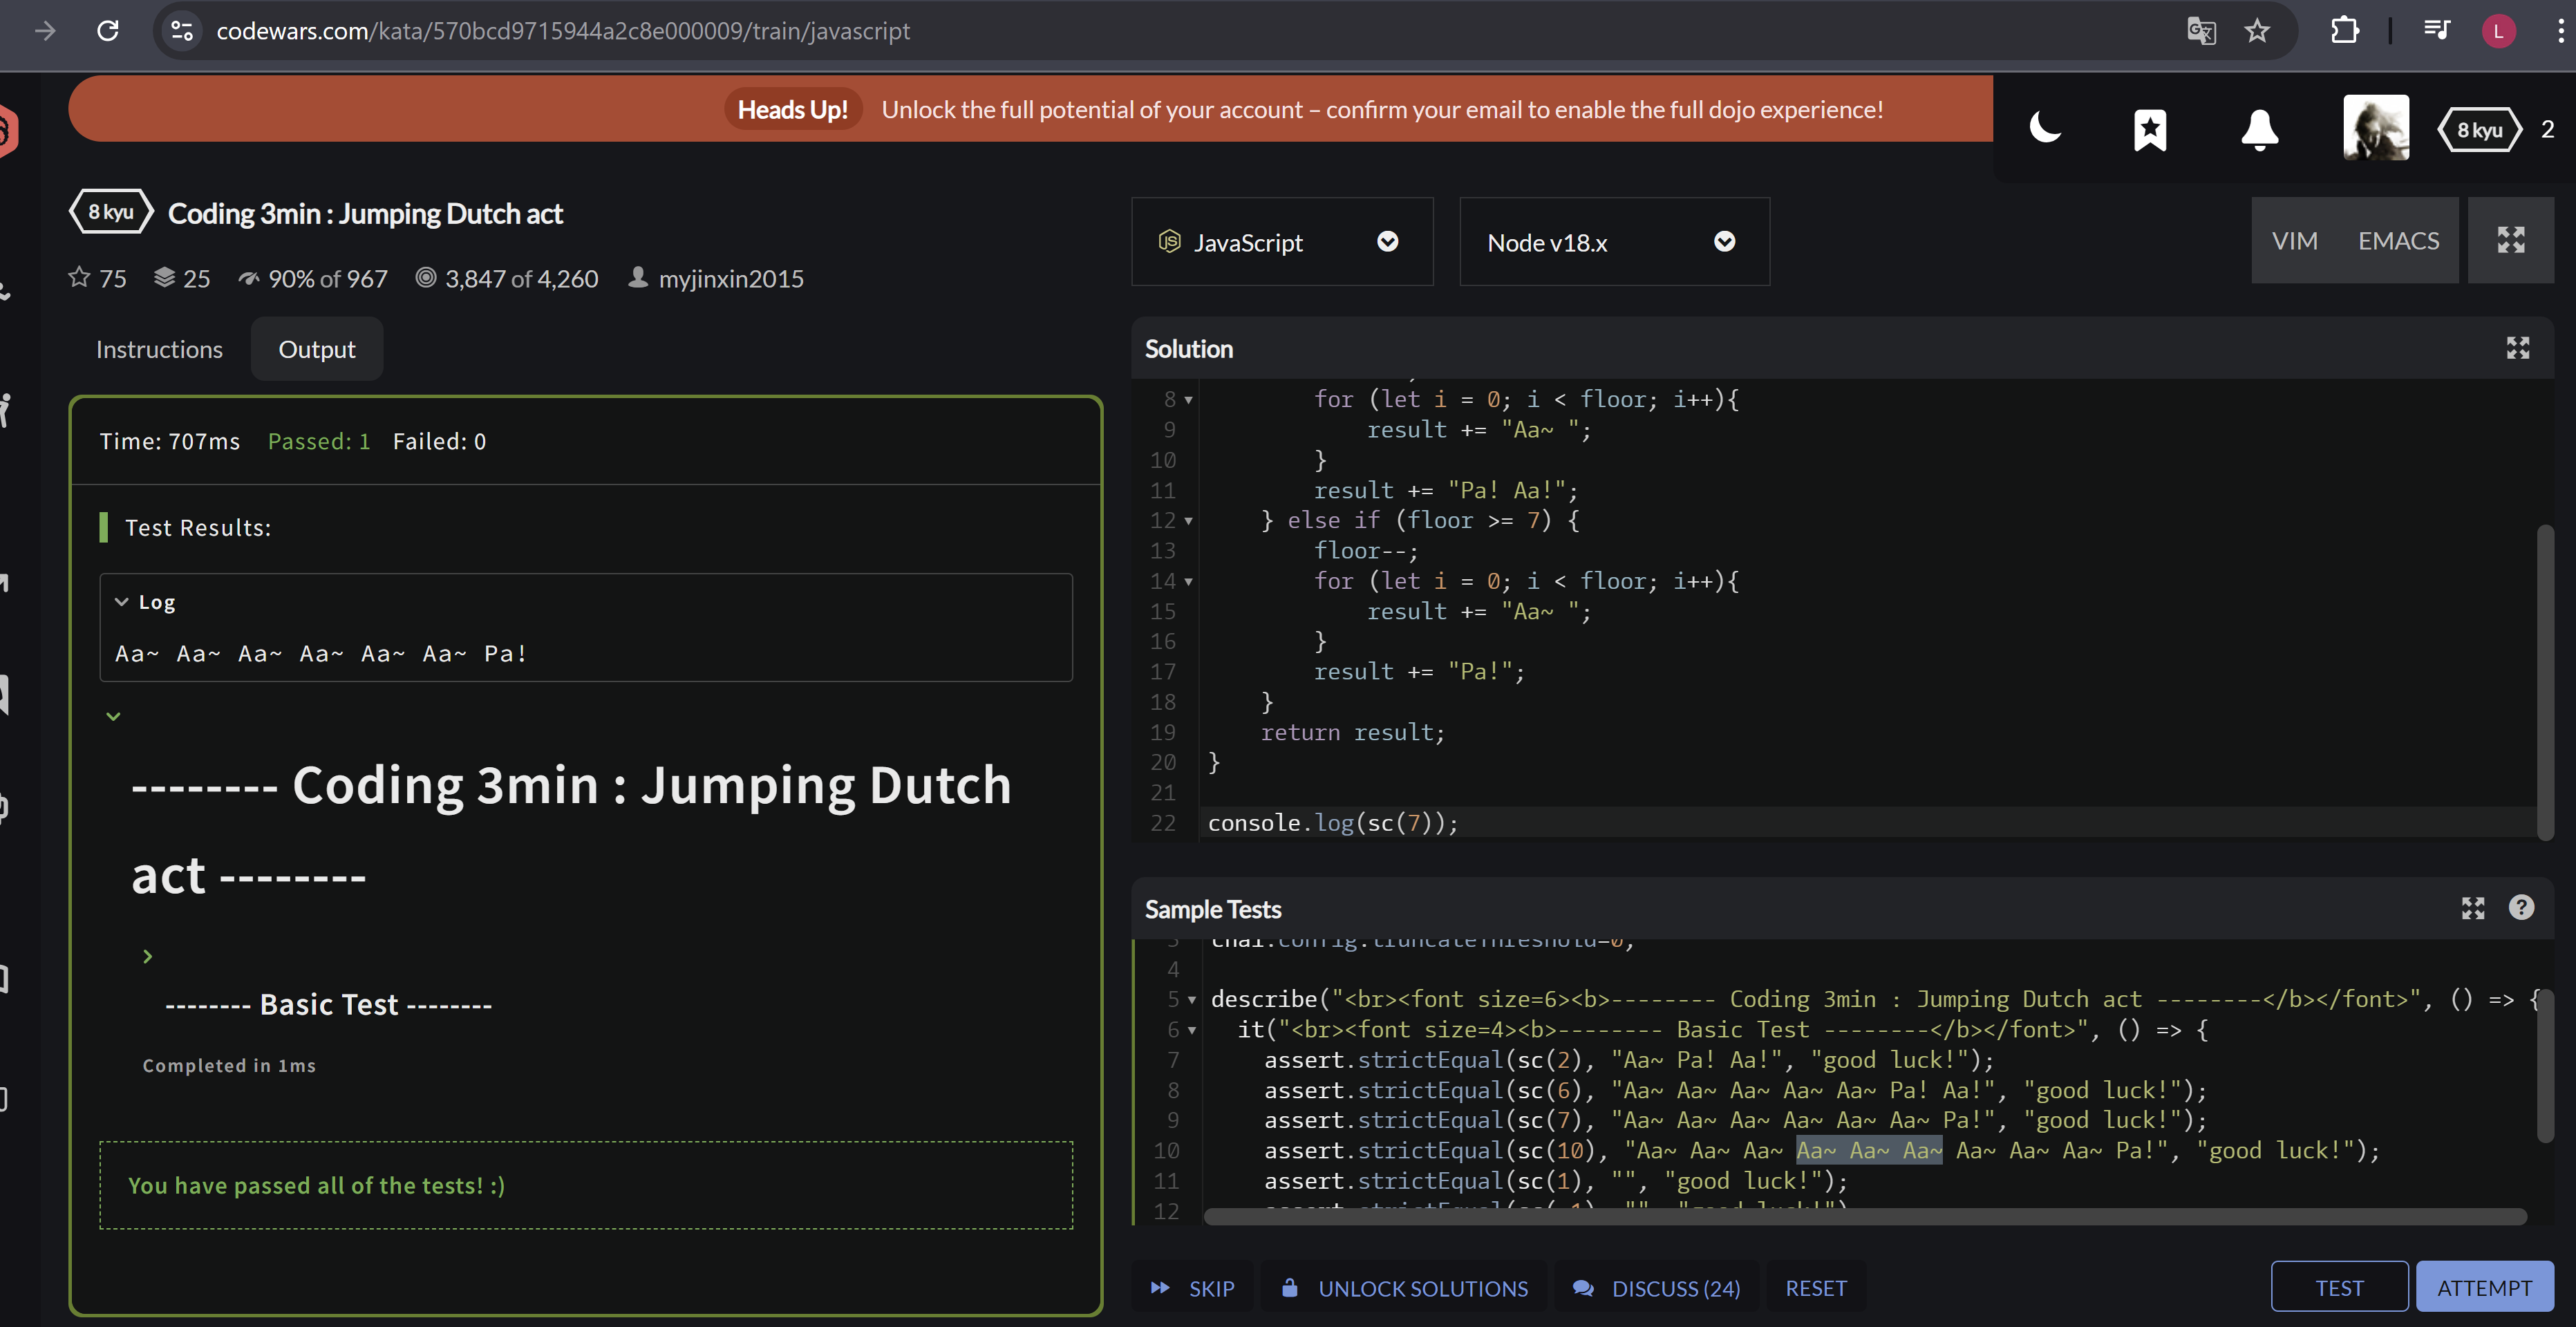 codewars.com/kata/570bcd9715944a2c8e000009/train/javascript
L
Heads Up! Unlock the full potential of your account – confirm your email to enable the full dojo experience!
8 kyu 2
8 kyu Coding 3min : Jumping Dutch act
75 25 90% of 967 3,847 of 4,260 myjinxin2015
Instructions Output
Time: 707ms Passed: 1 Failed: 0
Test Results:
Log
Aa~ Aa~ Aa~ Aa~ Aa~ Aa~ Pa!
-------- Coding 3min : Jumping Dutch
act --------
-------- Basic Test --------
Completed in 1ms
You have passed all of the tests! :)
JS JavaScript Node v18.x VIM EMACS
Solution
8 for (let i = 0; i < floor; i++){
9 result += "Aa~ ";
10 }
11 result += "Pa! Aa!";
12 } else if (floor >= 7) {
13 floor--;
14 for (let i = 0; i < floor; i++){
15 result += "Aa~ ";
16 }
17 result += "Pa!";
18 }
19 return result;
20 }
21
22 console.log(sc(7));
Sample Tests
3 chai.config.truncateThreshold=0;
4
5 describe("<br><font size=6><b>-------- Coding 3min : Jumping Dutch act --------</b></font>", () => {
6 it("<br><font size=4><b>-------- Basic Test --------</b></font>", () => {
7 assert.strictEqual(sc(2), "Aa~ Pa! Aa!", "good luck!");
8 assert.strictEqual(sc(6), "Aa~ Aa~ Aa~ Aa~ Aa~ Pa! Aa!", "good luck!");
9 assert.strictEqual(sc(7), "Aa~ Aa~ Aa~ Aa~ Aa~ Aa~ Pa!", "good luck!");
10 assert.strictEqual(sc(10), "Aa~ Aa~ Aa~ Aa~ Aa~ Aa~ Aa~ Aa~ Aa~ Pa!", "good luck!");
11 assert.strictEqual(sc(1), "", "good luck!");
12 assert.strictEqual(sc(-1), "", "good luck!")
SKIP UNLOCK SOLUTIONS DISCUSS (24) RESET TEST ATTEMPT